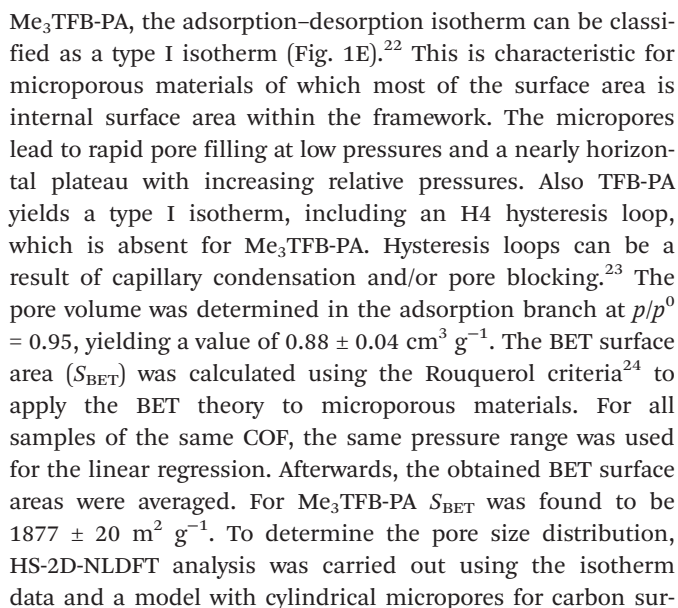 Me₃TFB-PA, the adsorption–desorption isotherm can be classi-
fied as a type I isotherm (Fig. 1E).²² This is characteristic for
microporous materials of which most of the surface area is
internal surface area within the framework. The micropores
lead to rapid pore filling at low pressures and a nearly horizon-
tal plateau with increasing relative pressures. Also TFB-PA
yields a type I isotherm, including an H4 hysteresis loop,
which is absent for Me₃TFB-PA. Hysteresis loops can be a
result of capillary condensation and/or pore blocking.²³ The
pore volume was determined in the adsorption branch at p/p⁰
= 0.95, yielding a value of 0.88 ± 0.04 cm³ g⁻¹. The BET surface
area (S_BET) was calculated using the Rouquerol criteria²⁴ to
apply the BET theory to microporous materials. For all
samples of the same COF, the same pressure range was used
for the linear regression. Afterwards, the obtained BET surface
areas were averaged. For Me₃TFB-PA S_BET was found to be
1877 ± 20 m² g⁻¹. To determine the pore size distribution,
HS-2D-NLDFT analysis was carried out using the isotherm
data and a model with cylindrical micropores for carbon sur-